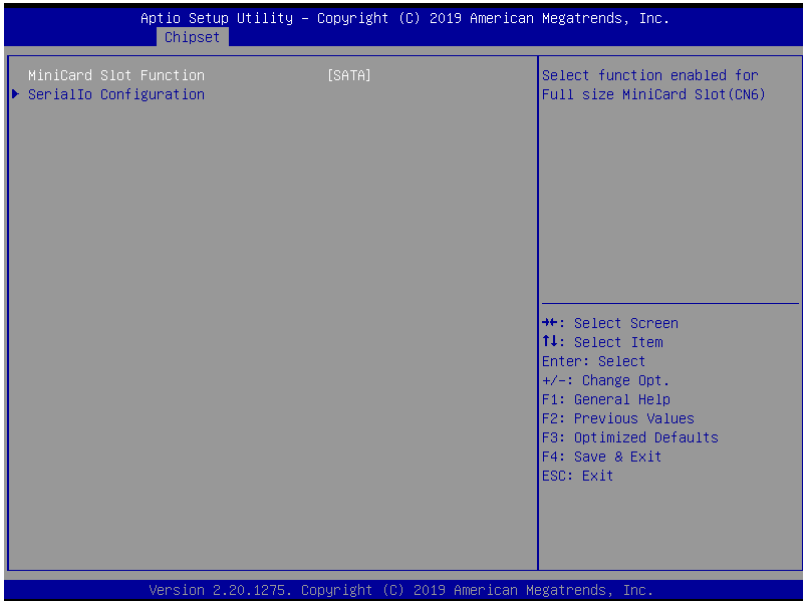 Aptio Setup Utility – Copyright (C) 2019 American Megatrends, Inc.
Chipset
MiniCard Slot Function [SATA]
SerialIo Configuration
Select function enabled for
Full size MiniCard Slot(CN6)
→←: Select Screen
↑↓: Select Item
Enter: Select
+/-: Change Opt.
F1: General Help
F2: Previous Values
F3: Optimized Defaults
F4: Save & Exit
ESC: Exit
Version 2.20.1275. Copyright (C) 2019 American Megatrends, Inc.